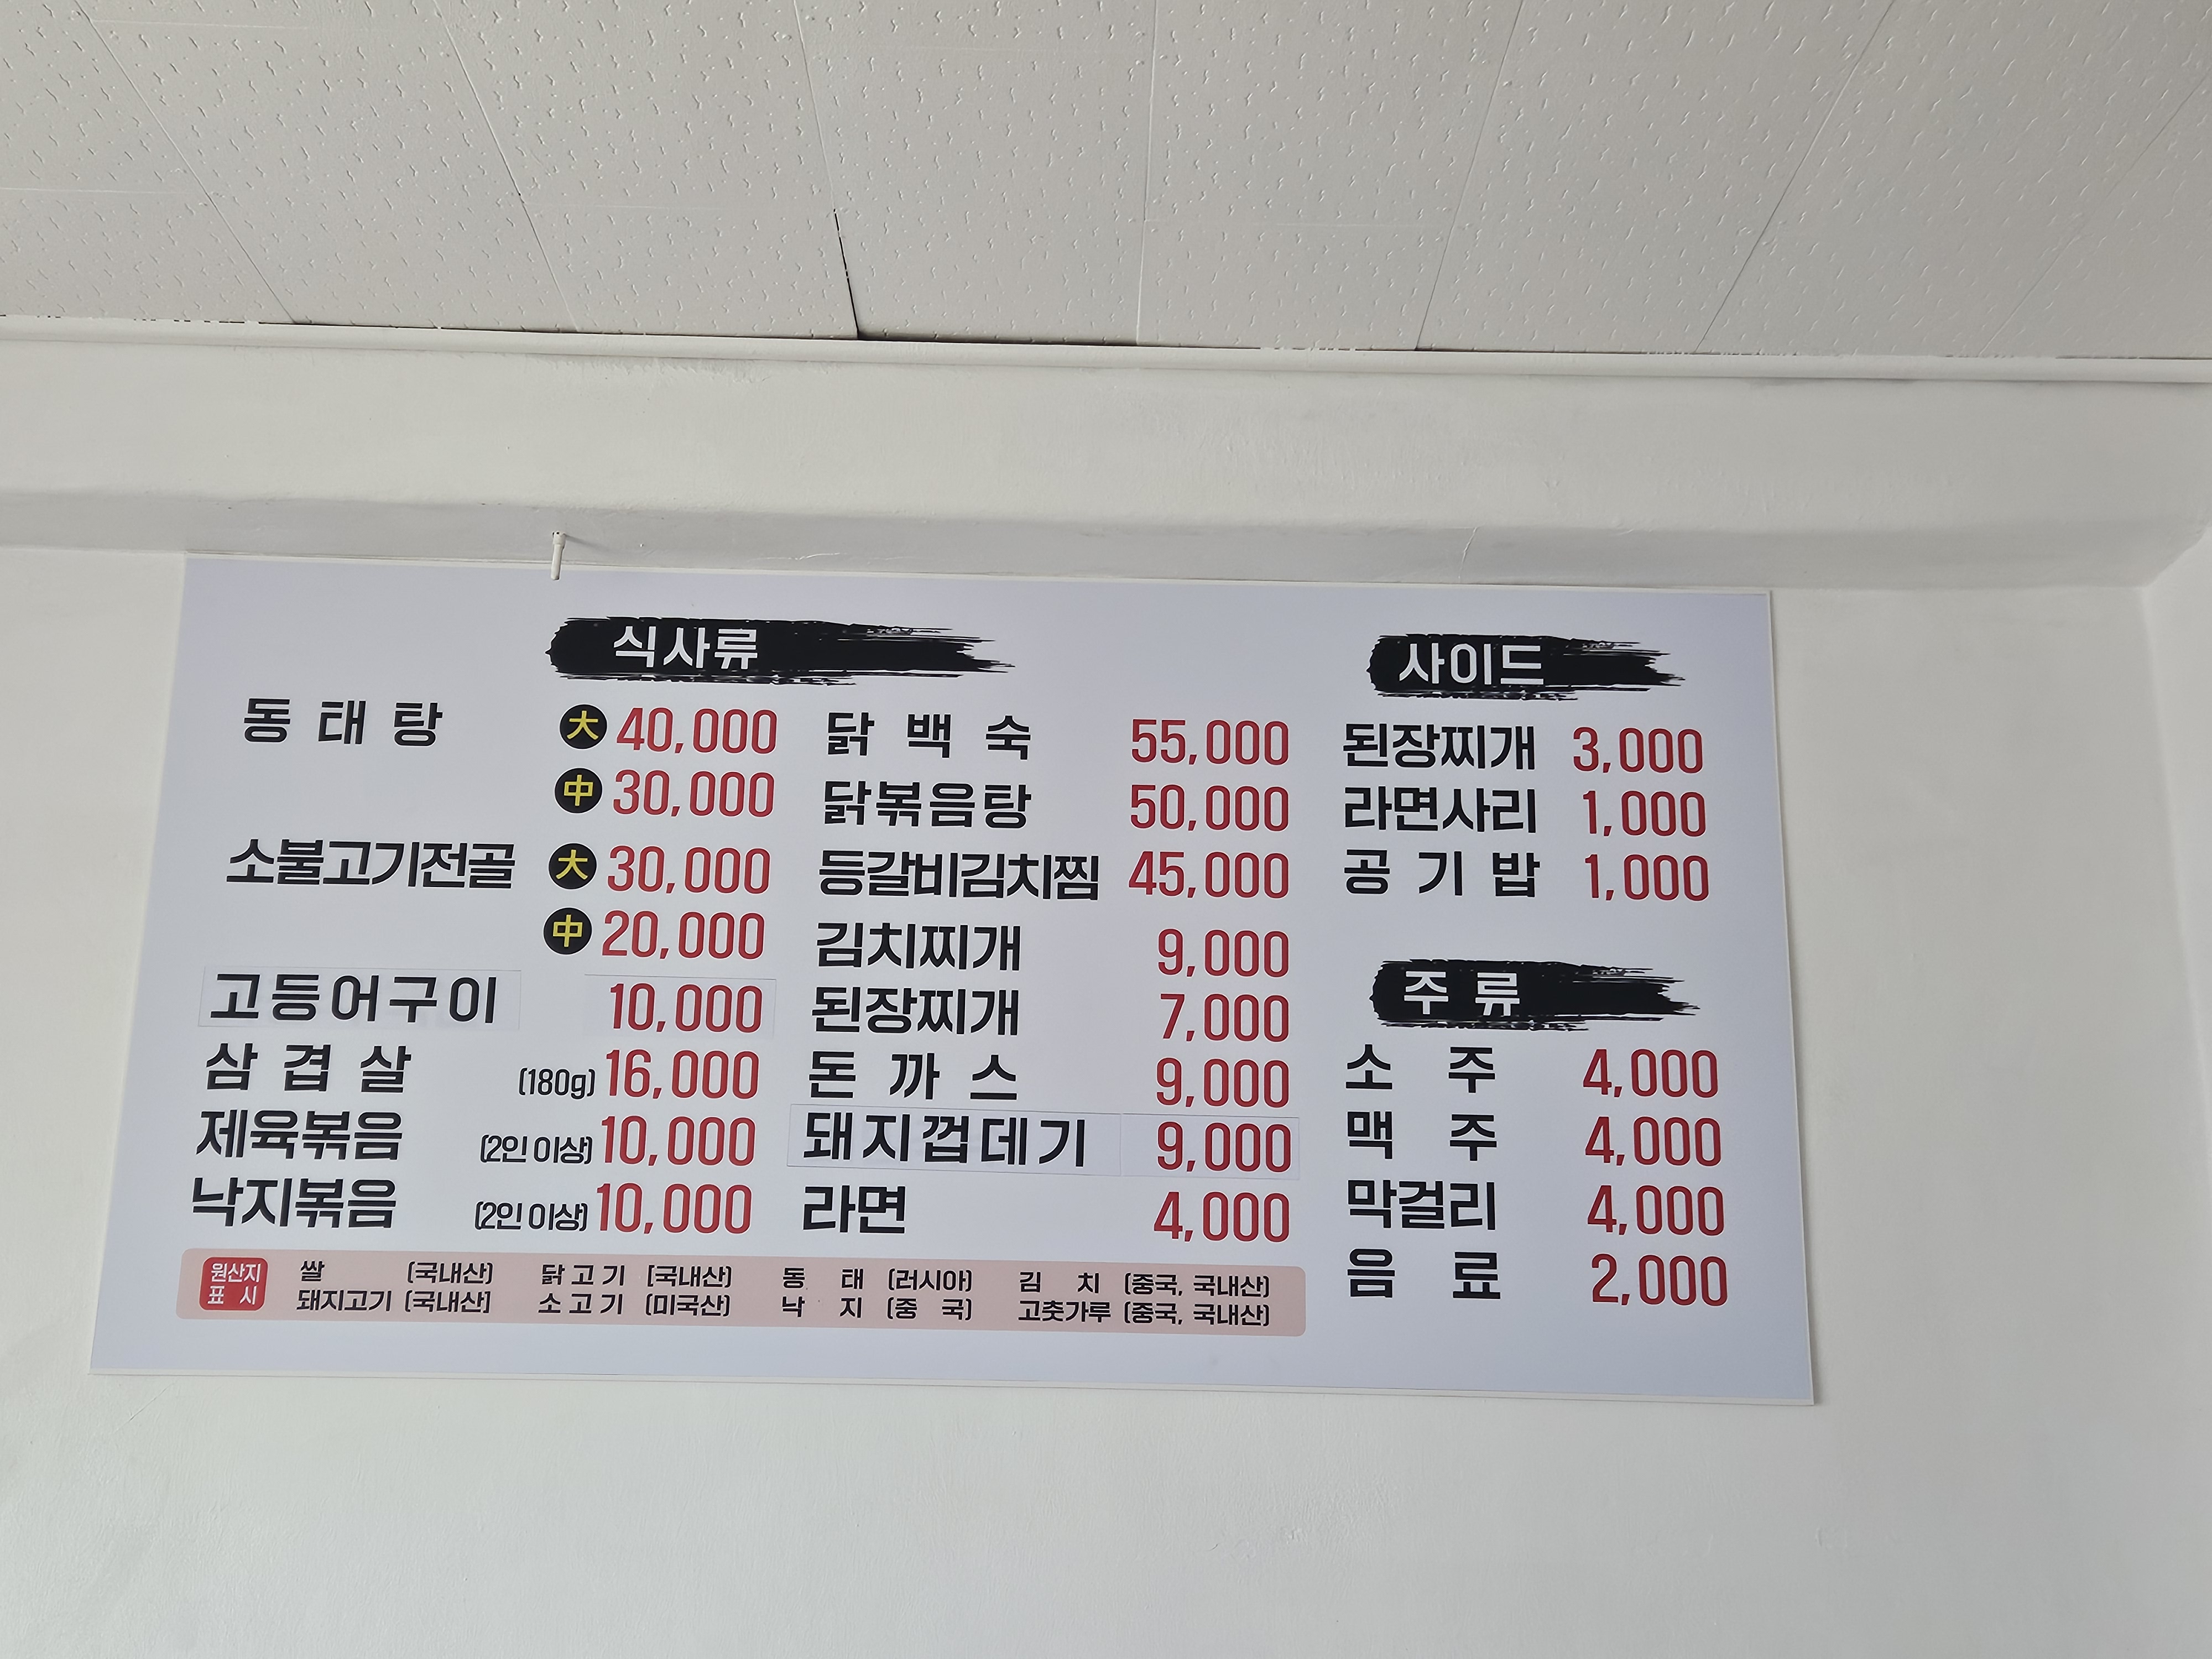 식사류
동태탕 大 40,000
中 30,000
소불고기전골 大 30,000
中 20,000
고등어구이 10,000
삼겹살 (180g) 16,000
제육볶음 (2인 이상) 10,000
낙지볶음 (2인 이상) 10,000
닭백숙 55,000
닭볶음탕 50,000
등갈비김치찜 45,000
김치찌개 9,000
된장찌개 7,000
돈까스 9,000
돼지껍데기 9,000
라면 4,000
사이드
된장찌개 3,000
라면사리 1,000
공기밥 1,000
주류
소주 4,000
맥주 4,000
막걸리 4,000
음료 2,000
원산지
표시
쌀 (국내산) 닭고기 (국내산) 동태 (러시아) 김치 (중국, 국내산)
돼지고기 (국내산) 소고기 (미국산) 낙지 (중국) 고춧가루 (중국, 국내산)